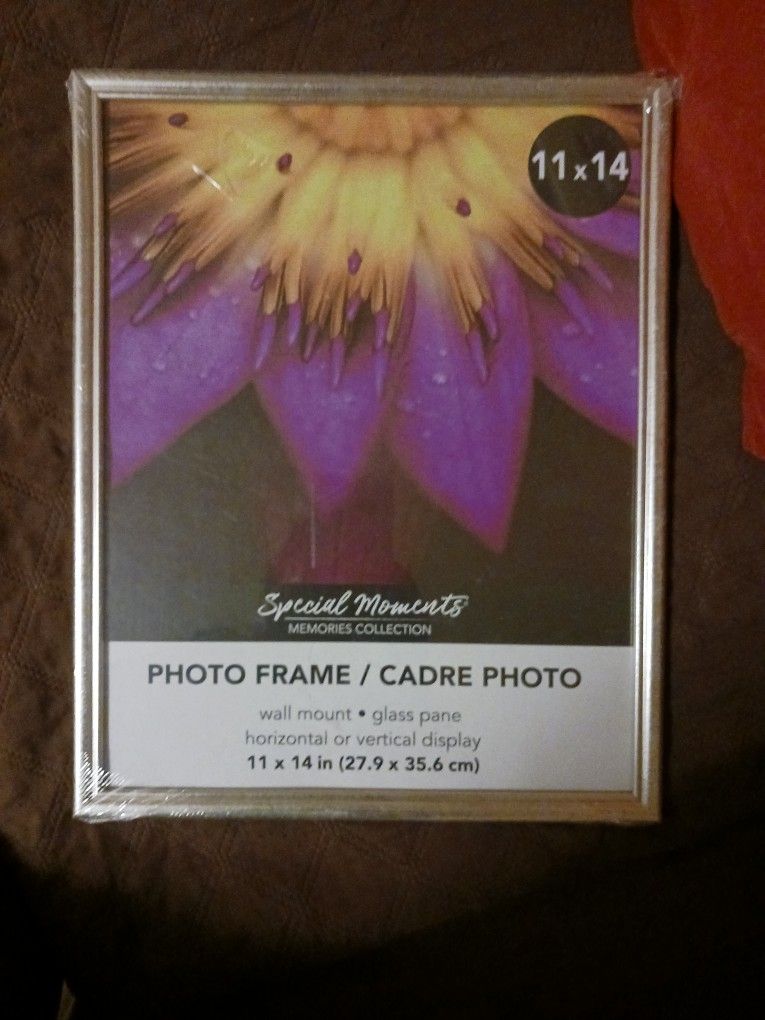 11 x 14
Special Moments
MEMORIES COLLECTION
PHOTO FRAME / CADRE PHOTO
wall mount • glass pane
horizontal or vertical display
11 x 14 in (27.9 x 35.6 cm)